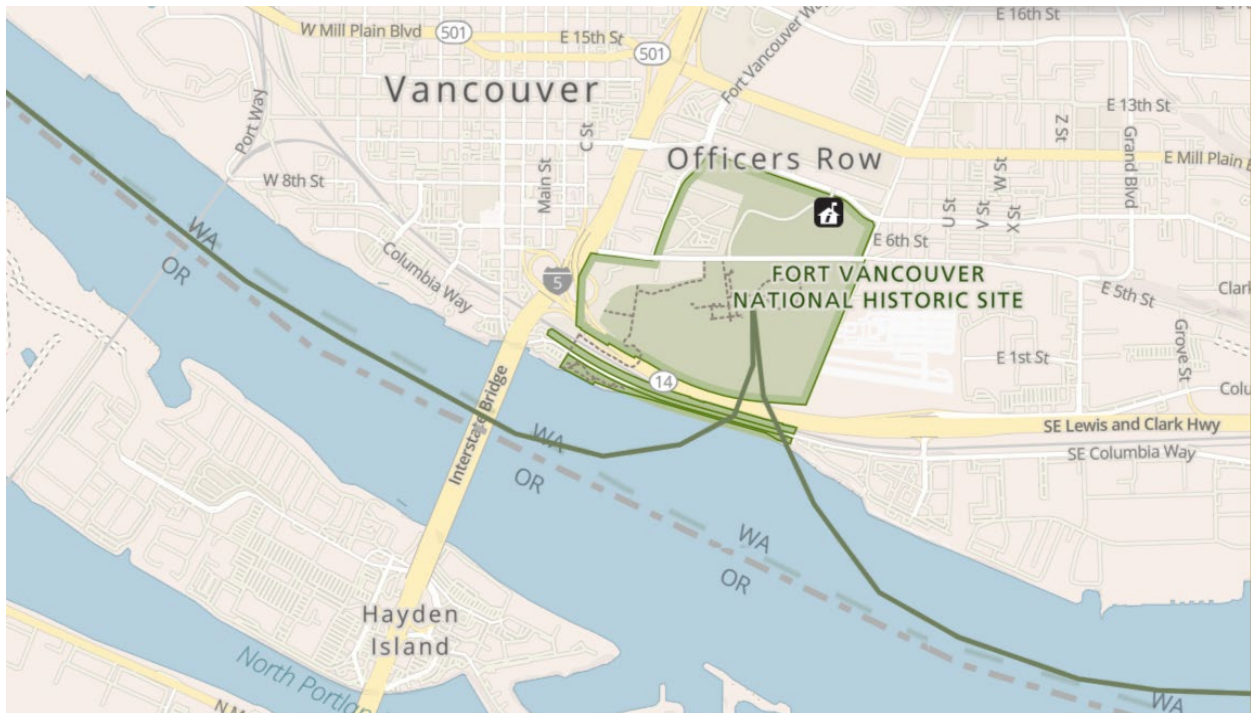 W Mill Plain Blvd
501
E 15th St
E 16th St
501
Fort Vancouver Way
Vancouver
C St
Port Way
E 13th St
Z St
Grand Blvd
Officers Row
E Mill Plain B
W 8th St
Main St
W St
U St
V St
X St
WA
OR
Columbia Way
5
E 6th St
FORT VANCOUVER
NATIONAL HISTORIC SITE
E 5th St
Clark
E 1st St
Grove St
14
Colu
Interstate Bridge
SE Lewis and Clark Hwy
SE Columbia Way
WA
OR
WA
OR
Hayden
Island
North Portlan
N M
WA